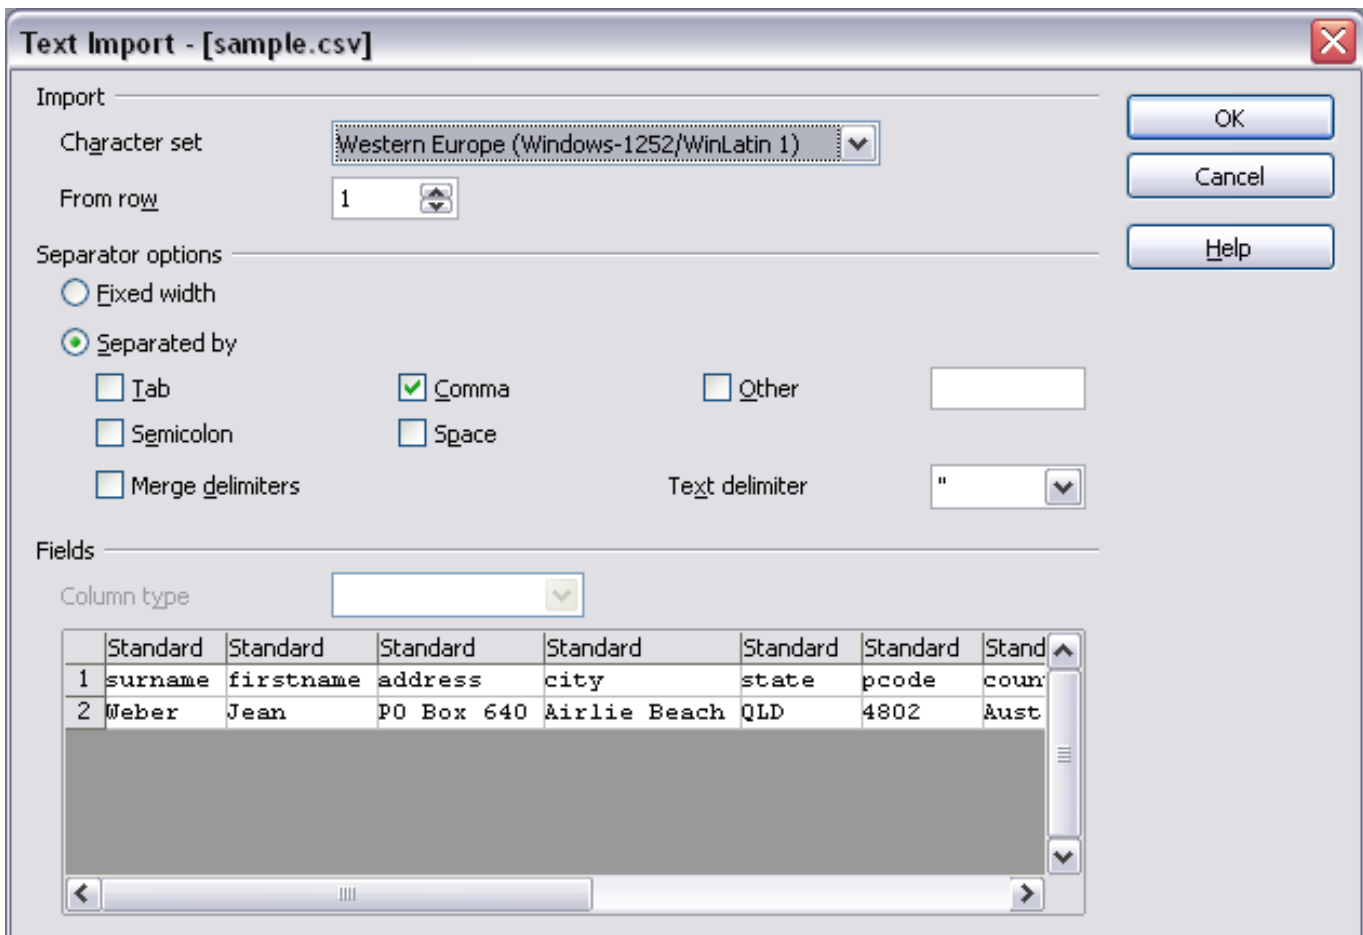 Text Import - [sample.csv]
Import
OK
Character set Western Europe (Windows-1252/WinLatin 1)
Cancel
From row 1
Help
Separator options
Fixed width
Separated by
Tab Comma Other
Semicolon Space
Merge delimiters Text delimiter "
Fields
Column type
Standard Standard Standard Standard Standard Standard Stand
1 surname firstname address city state pcode coun
2 Weber Jean PO Box 640 Airlie Beach QLD 4802 Aust